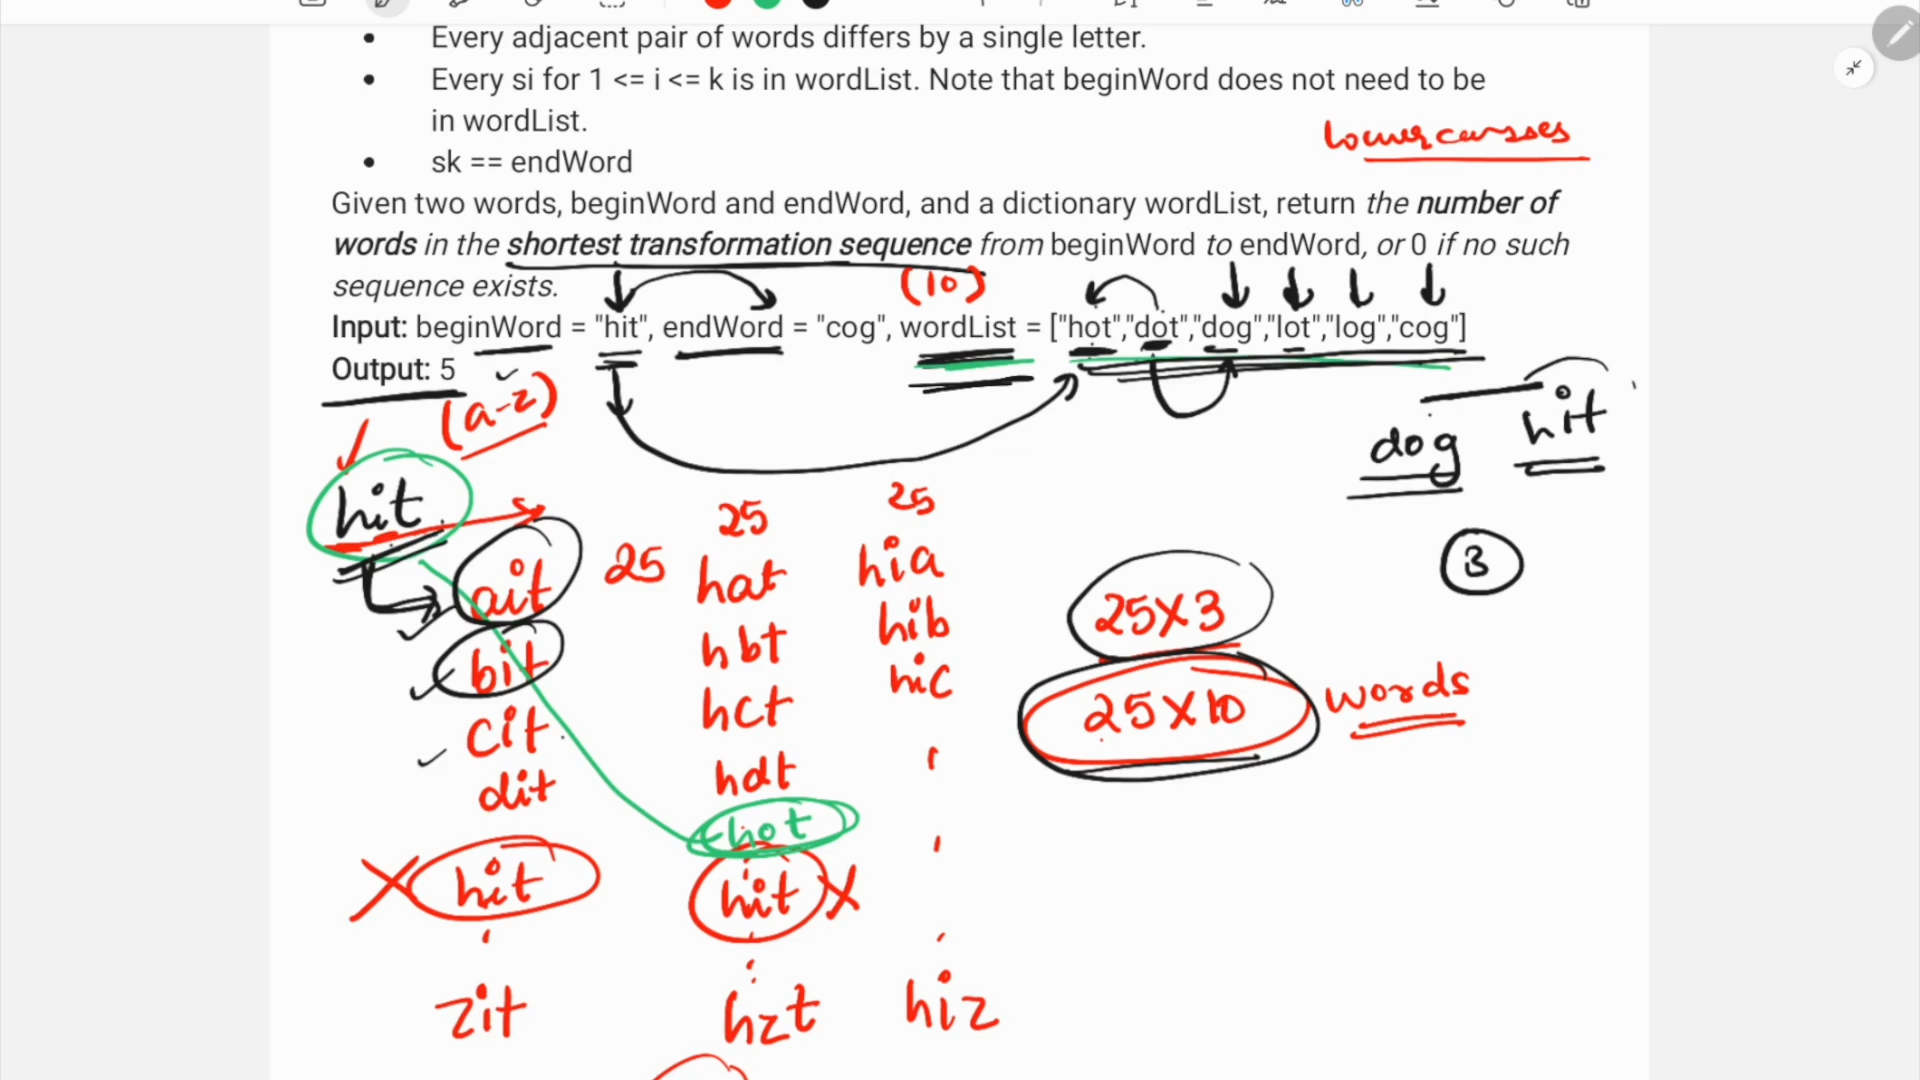 • Every adjacent pair of words differs by a single letter.
• Every si for 1 <= i <= k is in wordList. Note that beginWord does not need to be
in wordList.
lowercarsses
• sk == endWord
Given two words, beginWord and endWord, and a dictionary wordList, return the number of
words in the shortest transformation sequence from beginWord to endWord, or 0 if no such
sequence exists.
(10)
Input: beginWord = "hit", endWord = "cog", wordList = ["hot","dot","dog","lot","log","cog"]
Output: 5
(a-z)
dog hit
hit
25 25
ait 25 hat hia
3
25X3
bit hbt hib
cit hct hic
25X10 words
dit hdt
hot
hit hit X
zit hzt hiz